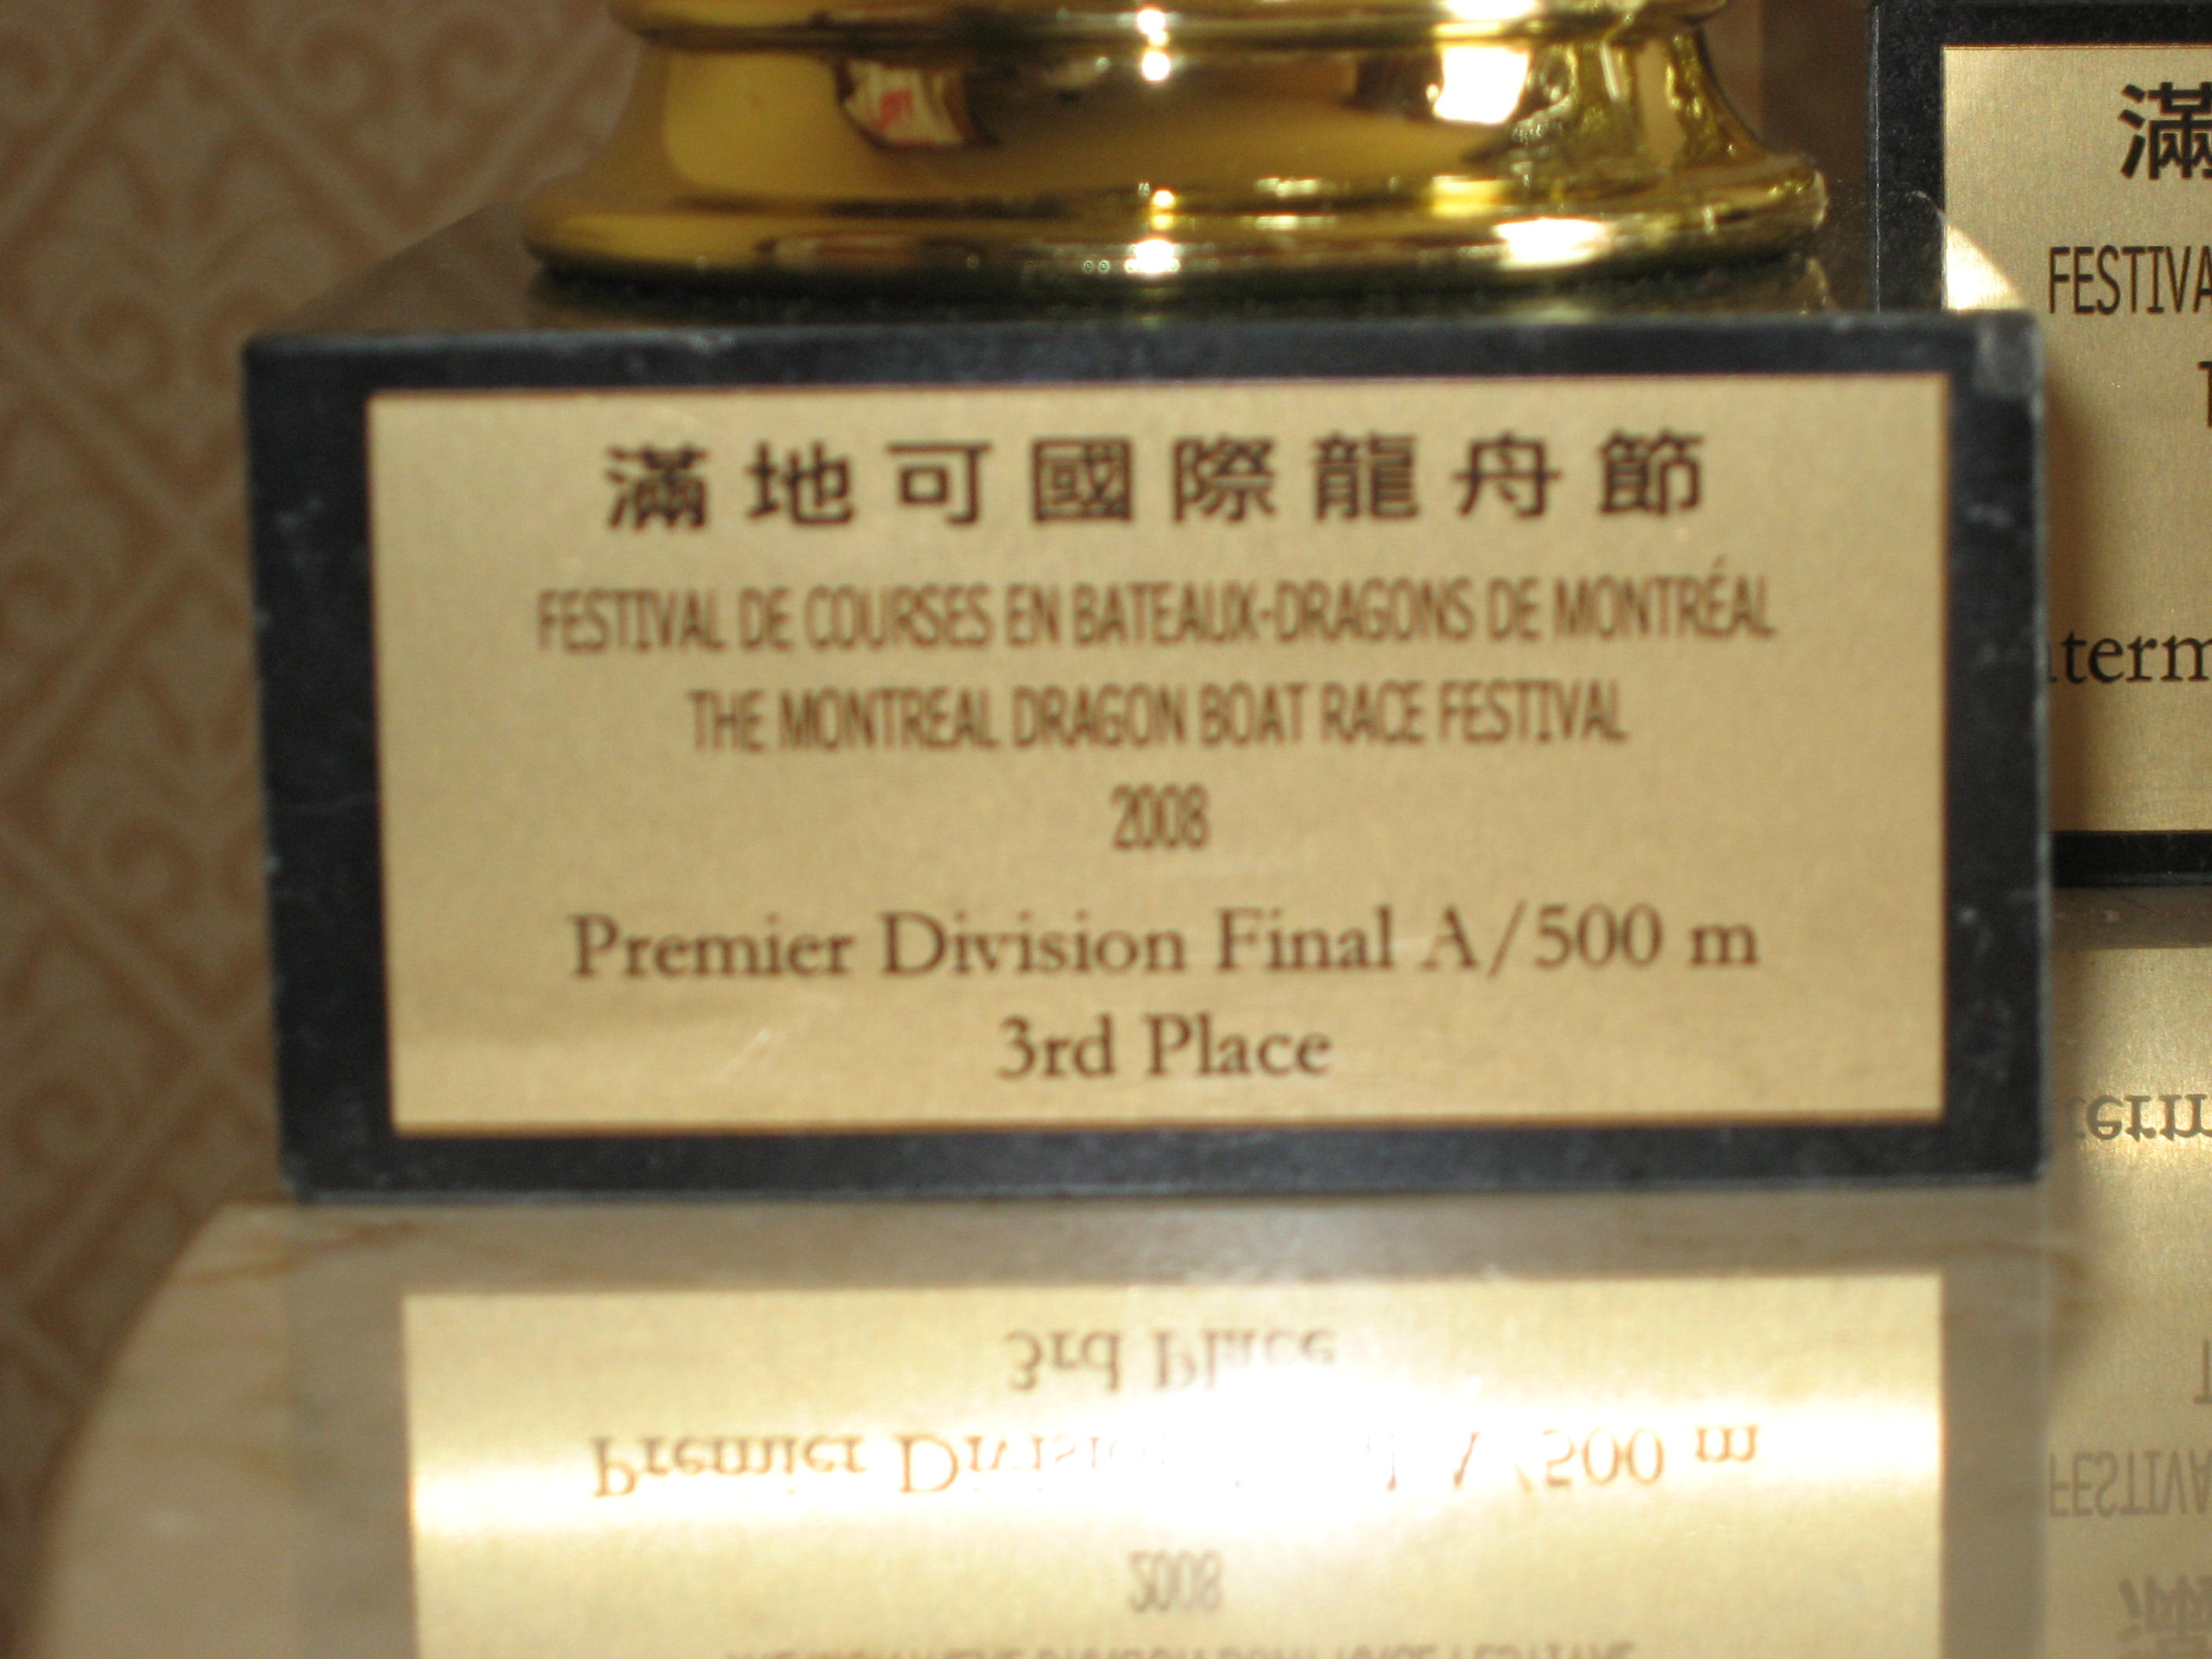 滿地可國際龍舟節
FESTIVAL DE COURSES EN BATEAUX-DRAGONS DE MONTRÉAL
THE MONTREAL DRAGON BOAT RACE FESTIVAL
2008
Premier Division Final A/500 m
3rd Place
滿
FESTIVA
T
term